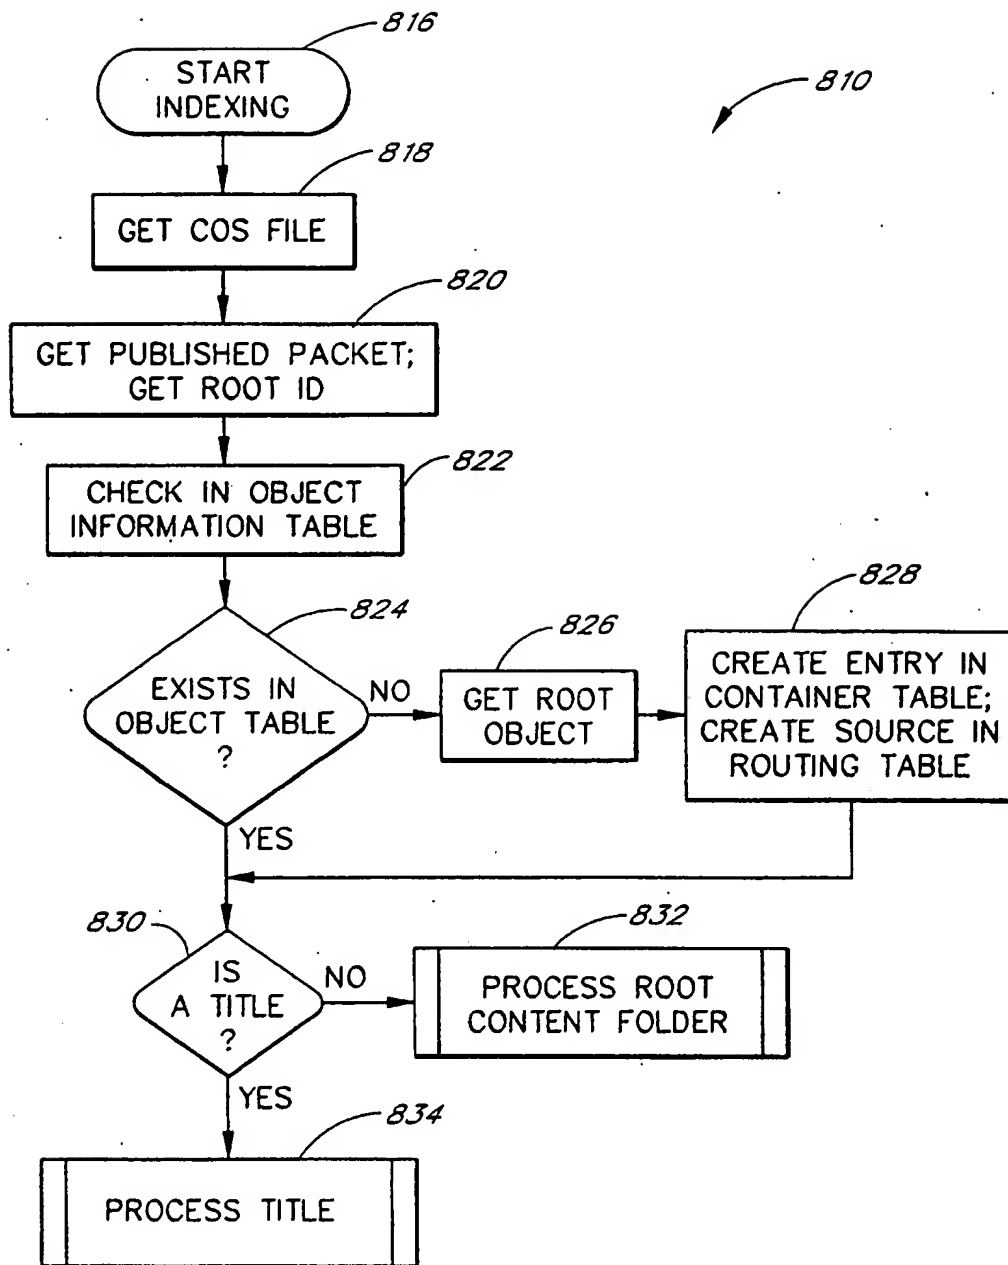 816
START
INDEXING
810
818
GET COS FILE
820
GET PUBLISHED PACKET;
GET ROOT ID
822
CHECK IN OBJECT
INFORMATION TABLE
824
EXISTS IN
OBJECT TABLE
?
NO
826
GET ROOT
OBJECT
828
CREATE ENTRY IN
CONTAINER TABLE;
CREATE SOURCE IN
ROUTING TABLE
YES
830
IS
A TITLE
?
NO
832
PROCESS ROOT
CONTENT FOLDER
YES
834
PROCESS TITLE